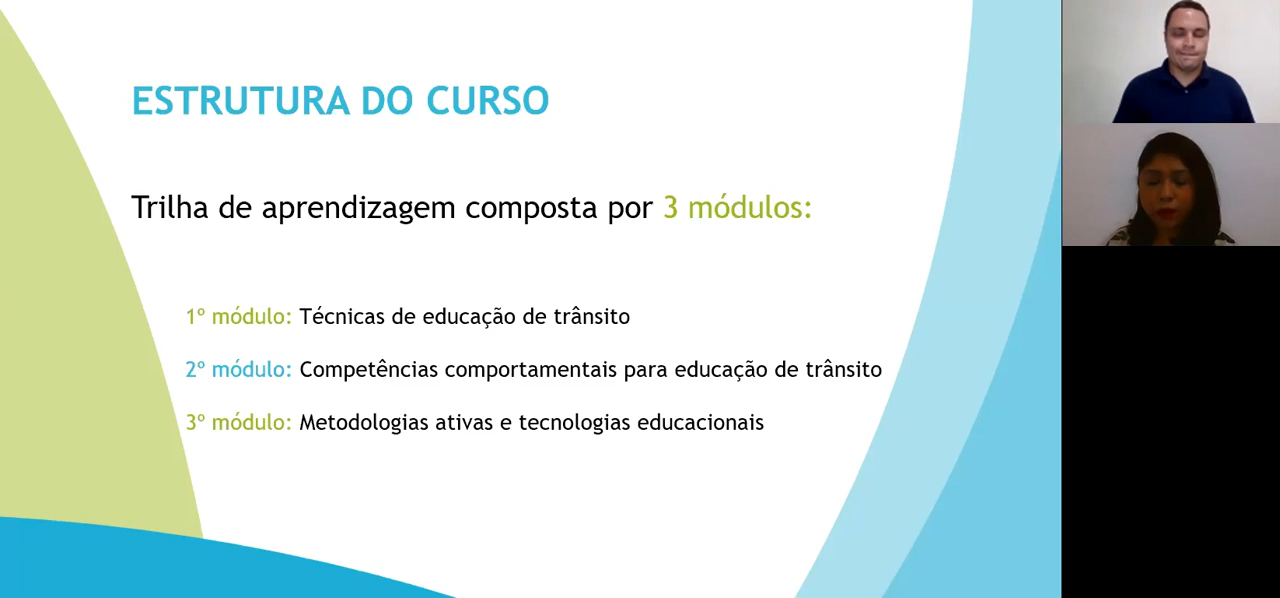 ESTRUTURA DO CURSO
Trilha de aprendizagem composta por 3 módulos:
1º módulo: Técnicas de educação de trânsito
2º módulo: Competências comportamentais para educação de trânsito
3º módulo: Metodologias ativas e tecnologias educacionais